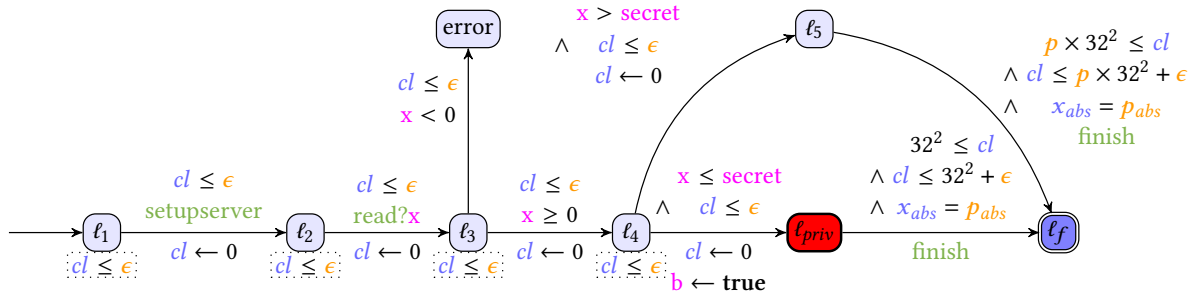 error
x > secret
∧ cl ≤ ϵ
cl ← 0
ℓ5
p × 32² ≤ cl
∧ cl ≤ p × 32² + ϵ
∧ x_abs = p_abs
finish
cl ≤ ϵ
x < 0
32² ≤ cl
∧ cl ≤ 32² + ϵ
∧ x_abs = p_abs
finish
ℓ1
cl ≤ ϵ
cl ≤ ϵ
setupserver
cl ← 0
ℓ2
cl ≤ ϵ
cl ≤ ϵ
read?x
cl ← 0
ℓ3
cl ≤ ϵ
cl ≤ ϵ
x ≥ 0
cl ← 0
ℓ4
cl ≤ ϵ
x ≤ secret
∧ cl ≤ ϵ
cl ← 0
b ← true
ℓpriv
ℓf